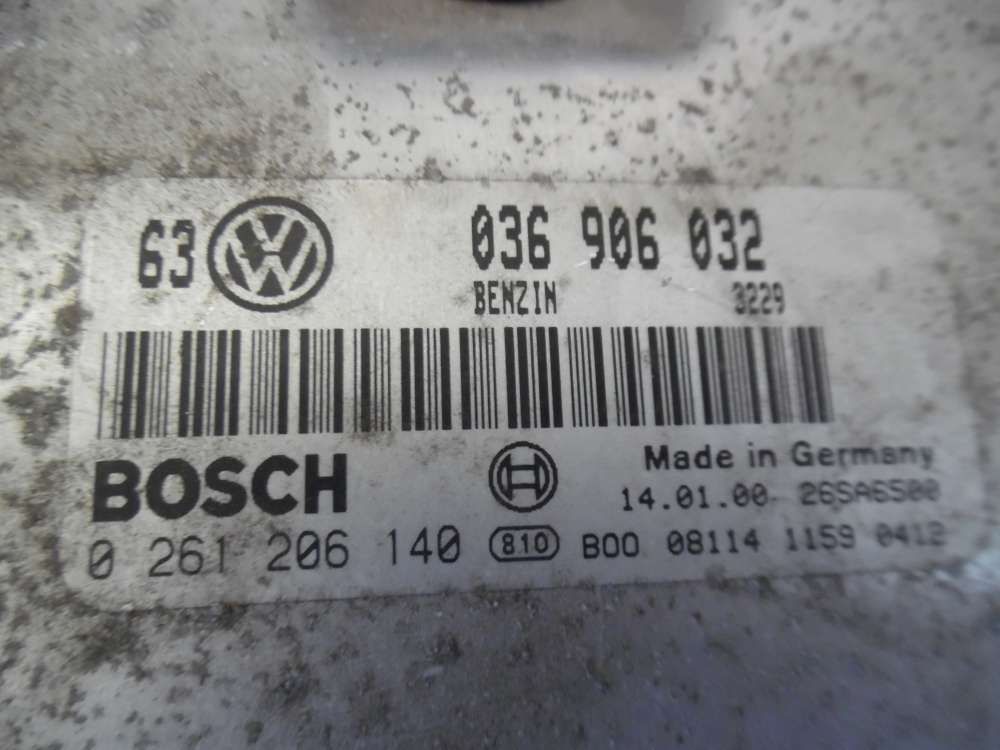 63 036 906 032
BENZIN 3229
BOSCH
Made in Germany
14.01.00 26SA6500
0 261 206 140 810 B00 08114 1159 0412